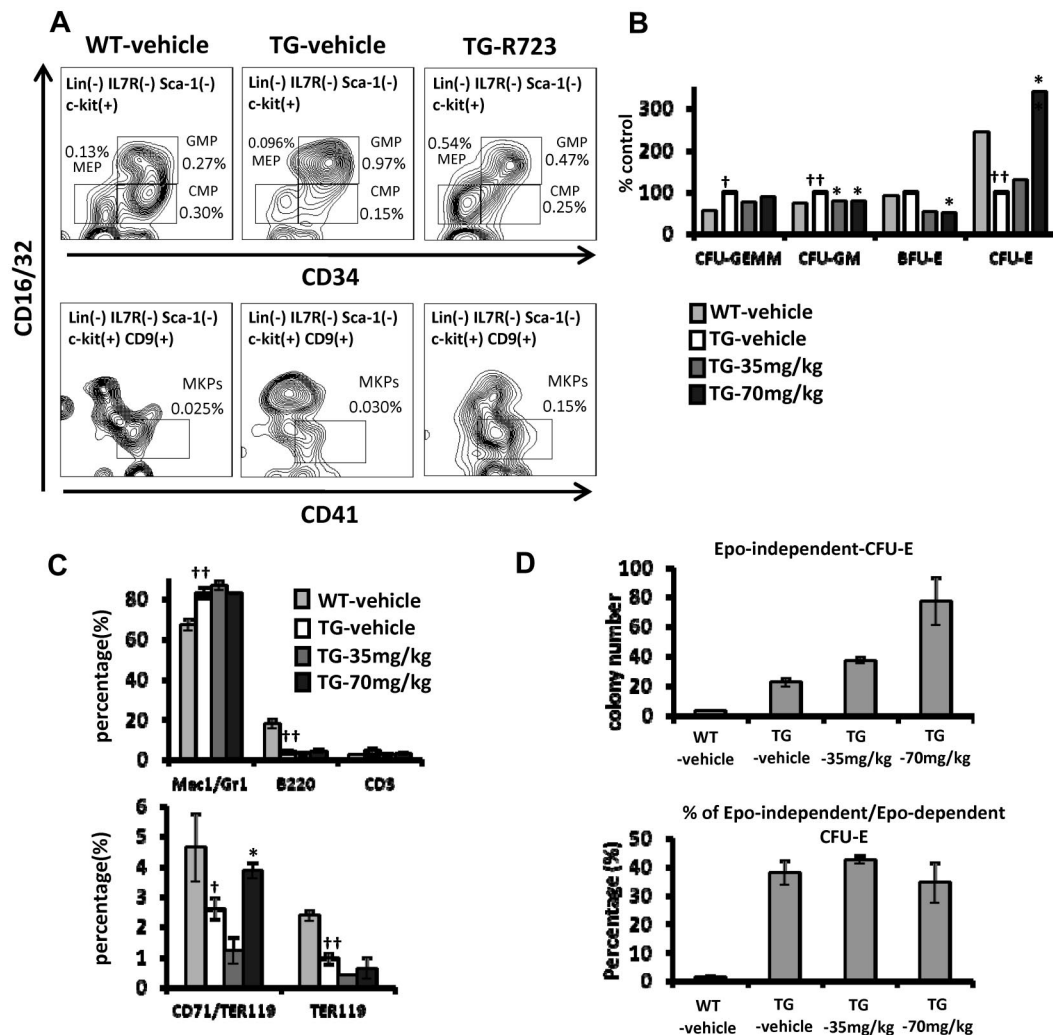 A
WT-vehicle TG-vehicle TG-R723
Lin(-) IL7R(-) Sca-1(-)
c-kit(+)
0.13%
MEP
GMP
0.27%
CMP
0.30%
Lin(-) IL7R(-) Sca-1(-)
c-kit(+)
0.096%
MEP
GMP
0.97%
CMP
0.15%
Lin(-) IL7R(-) Sca-1(-)
c-kit(+)
0.54%
MEP
GMP
0.47%
CMP
0.25%
CD16/32
CD34
Lin(-) IL7R(-) Sca-1(-)
c-kit(+) CD9(+)
MKPs
0.025%
Lin(-) IL7R(-) Sca-1(-)
c-kit(+) CD9(+)
MKPs
0.030%
Lin(-) IL7R(-) Sca-1(-)
c-kit(+) CD9(+)
MKPs
0.15%
CD41
B
% control
300
200
100
0
† †† * * * †† * *
CFU-GEMM CFU-GM BFU-E CFU-E
WT-vehicle
TG-vehicle
TG-35mg/kg
TG-70mg/kg
C
percentage(%)
80
60
40
20
0
†† ††
Mac1/Gr1 B220 CD3
WT-vehicle
TG-vehicle
TG-35mg/kg
TG-70mg/kg
percentage(%)
6
5
4
3
2
1
0
† * ††
CD71/TER119 TER119
D
Epo-independent-CFU-E
colony number
100
80
60
40
20
0
WT
-vehicle
TG
-vehicle
TG
-35mg/kg
TG
-70mg/kg
% of Epo-independent/Epo-dependent
CFU-E
Percentage (%)
50
40
30
20
10
0
WT
-vehicle
TG
-vehicle
TG
-35mg/kg
TG
-70mg/kg